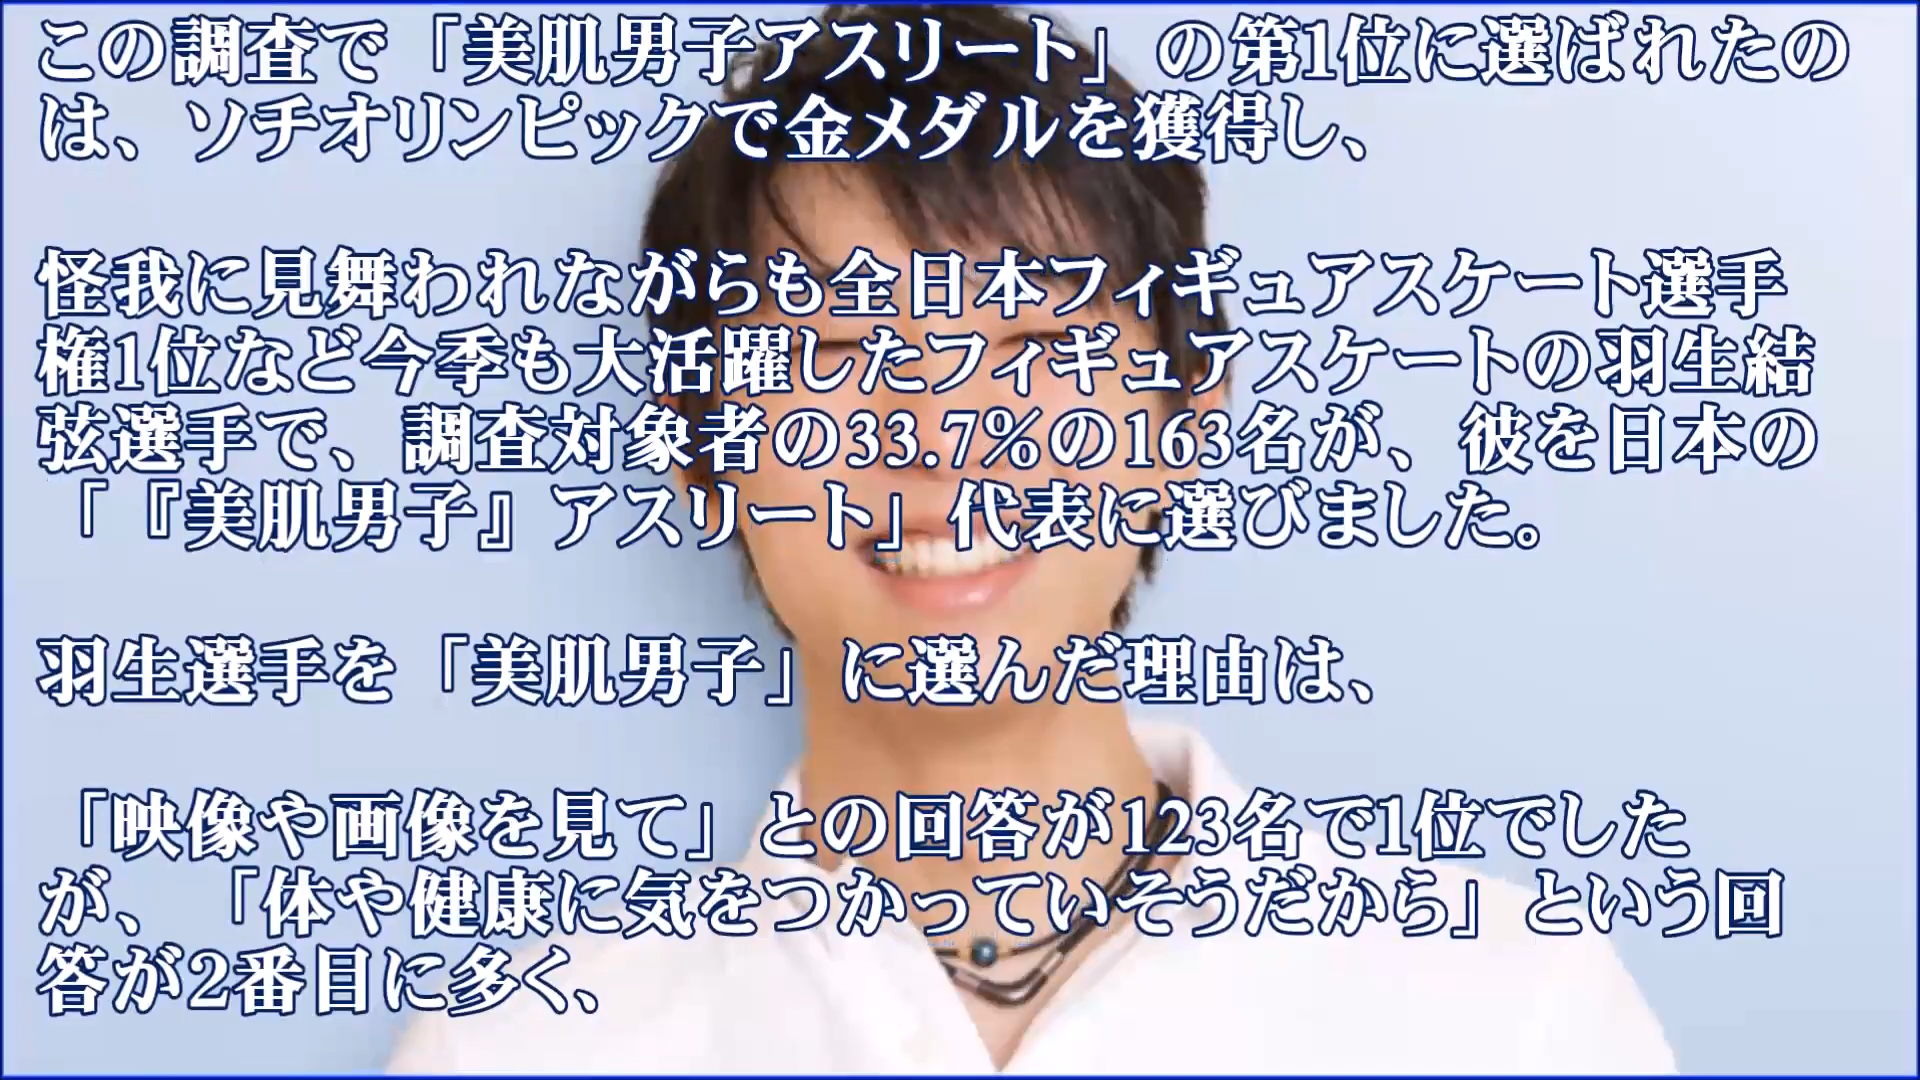 この調査で「美肌男子アスリート」の第1位に選ばれたの
は、ソチオリンピックで金メダルを獲得し、
怪我に見舞われながらも全日本フィギュアスケート選手
権1位など今季も大活躍したフィギュアスケートの羽生結
弦選手で、調査対象者の33.7%の163名が、彼を日本の
「『美肌男子』アスリート」代表に選びました。
羽生選手を「美肌男子」に選んだ理由は、
「映像や画像を見て」との回答が123名で1位でした
が、「体や健康に気をつかっていそうだから」という回
答が2番目に多く、